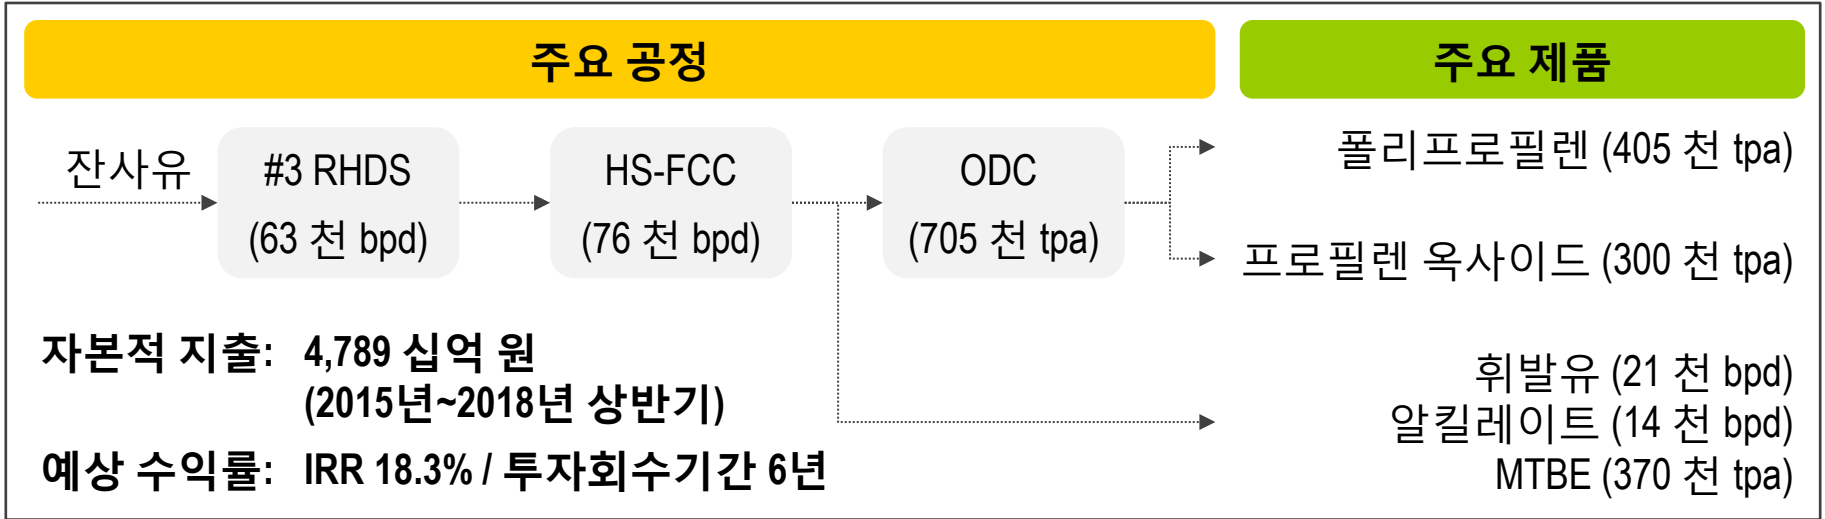 주요 공정
주요 제품
잔사유
#3 RHDS
(63 천 bpd)
HS-FCC
(76 천 bpd)
ODC
(705 천 tpa)
폴리프로필렌 (405 천 tpa)
프로필렌 옥사이드 (300 천 tpa)
자본적 지출: 4,789 십억 원
(2015년~2018년 상반기)
예상 수익률: IRR 18.3% / 투자회수기간 6년
휘발유 (21 천 bpd)
알킬레이트 (14 천 bpd)
MTBE (370 천 tpa)